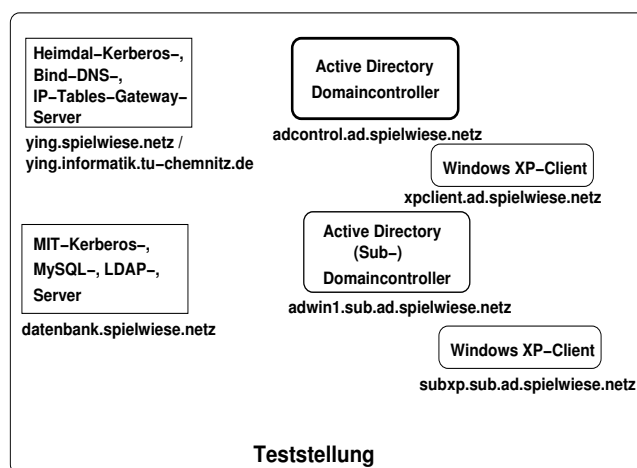 Heimdal−Kerberos−,
Bind−DNS−,
IP−Tables−Gateway−
Server
ying.spielwiese.netz /
ying.informatik.tu−chemnitz.de
Active Directory
Domaincontroller
adcontrol.ad.spielwiese.netz
Windows XP−Client
xpclient.ad.spielwiese.netz
MIT−Kerberos−,
MySQL−, LDAP−,
Server
datenbank.spielwiese.netz
Active Directory
(Sub−)
Domaincontroller
adwin1.sub.ad.spielwiese.netz
Windows XP−Client
subxp.sub.ad.spielwiese.netz
Teststellung